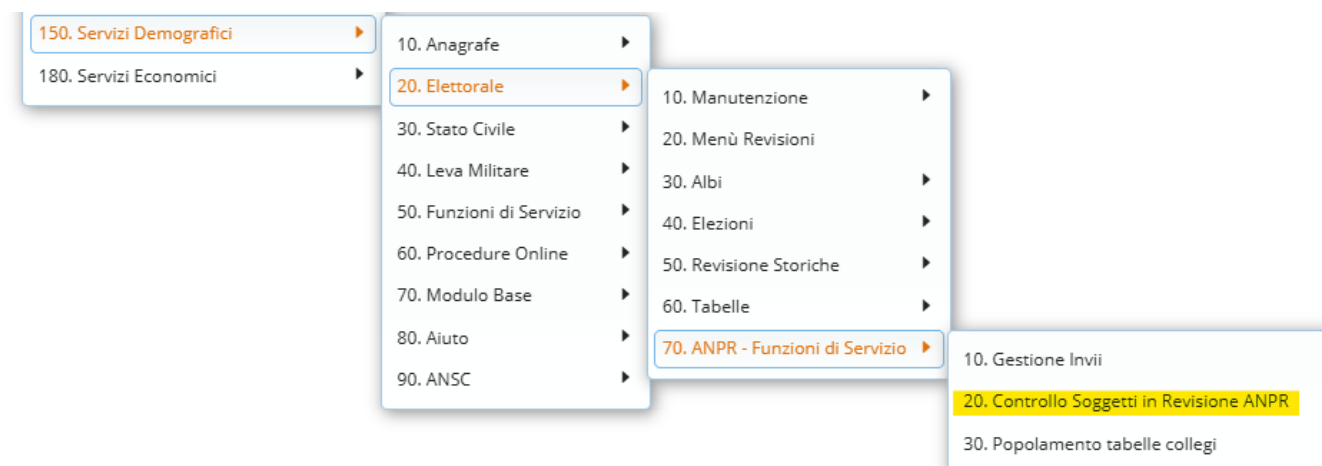 150. Servizi Demografici
180. Servizi Economici
10. Anagrafe
20. Elettorale
30. Stato Civile
40. Leva Militare
50. Funzioni di Servizio
60. Procedure Online
70. Modulo Base
80. Aiuto
90. ANSC
10. Manutenzione
20. Menù Revisioni
30. Albi
40. Elezioni
50. Revisione Storiche
60. Tabelle
70. ANPR - Funzioni di Servizio
10. Gestione Invii
20. Controllo Soggetti in Revisione ANPR
30. Popolamento tabelle collegi